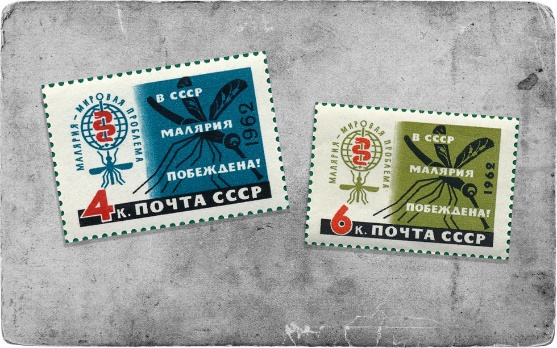 МАЛЯРИЯ – МИРОВАЯ ПРОБЛЕМА
В СССР
МАЛЯРИЯ
ПОБЕЖДЕНА!
1962
4 К. ПОЧТА СССР
МАЛЯРИЯ – МИРОВАЯ ПРОБЛЕМА
В СССР
МАЛЯРИЯ
ПОБЕЖДЕНА!
1962
6 К. ПОЧТА СССР